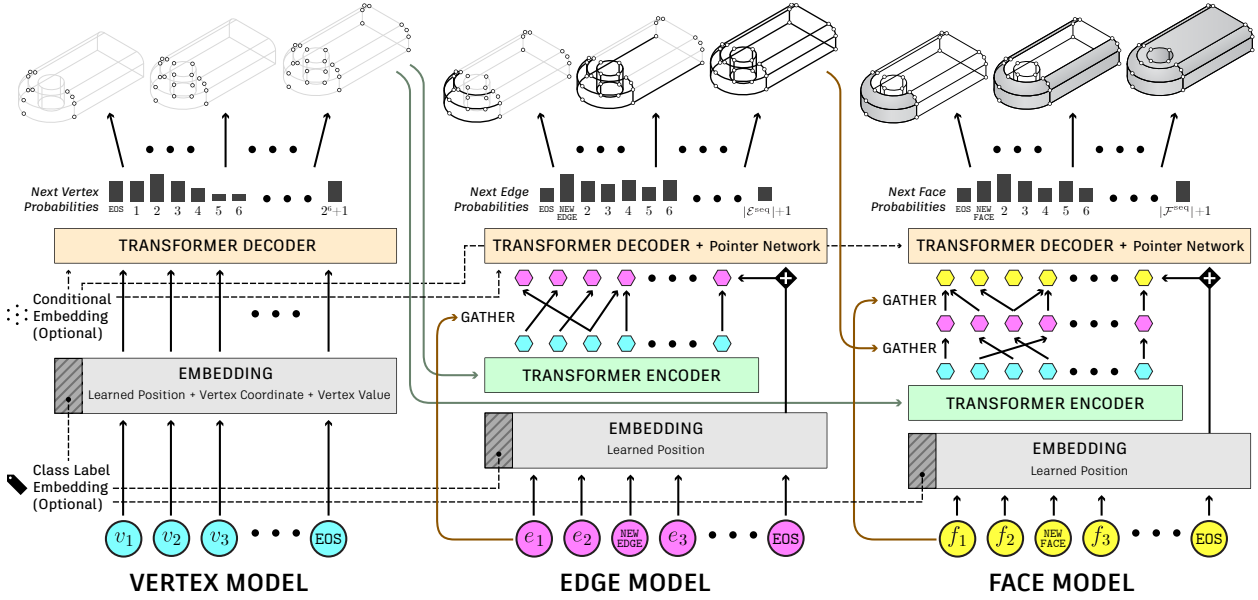 Next Vertex
Probabilities
EOS 1 2 3 4 5 6 2⁶+1
TRANSFORMER DECODER
Conditional
Embedding
(Optional)
EMBEDDING
Learned Position + Vertex Coordinate + Vertex Value
Class Label
Embedding
(Optional)
v₁ v₂ v₃ EOS
VERTEX MODEL
Next Edge
Probabilities
EOS NEW EDGE 2 3 4 5 6 |ℰ^seq|+1
TRANSFORMER DECODER + Pointer Network
GATHER
TRANSFORMER ENCODER
EMBEDDING
Learned Position
e₁ e₂ NEW EDGE e₃ EOS
EDGE MODEL
Next Face
Probabilities
EOS NEW FACE 2 3 4 5 6 |ℱ^seq|+1
TRANSFORMER DECODER + Pointer Network
GATHER
GATHER
TRANSFORMER ENCODER
EMBEDDING
Learned Position
f₁ f₂ NEW FACE f₃ EOS
FACE MODEL